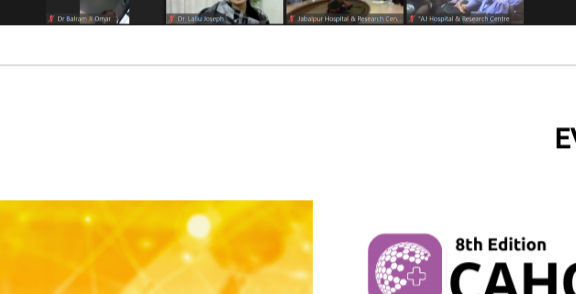 Dr Balram Ji Omar
Dr. Lallu Joseph
Jabalpur Hospital & Research Cen..
"AJ Hospital & Research Centre
EV
8th Edition
CAHO